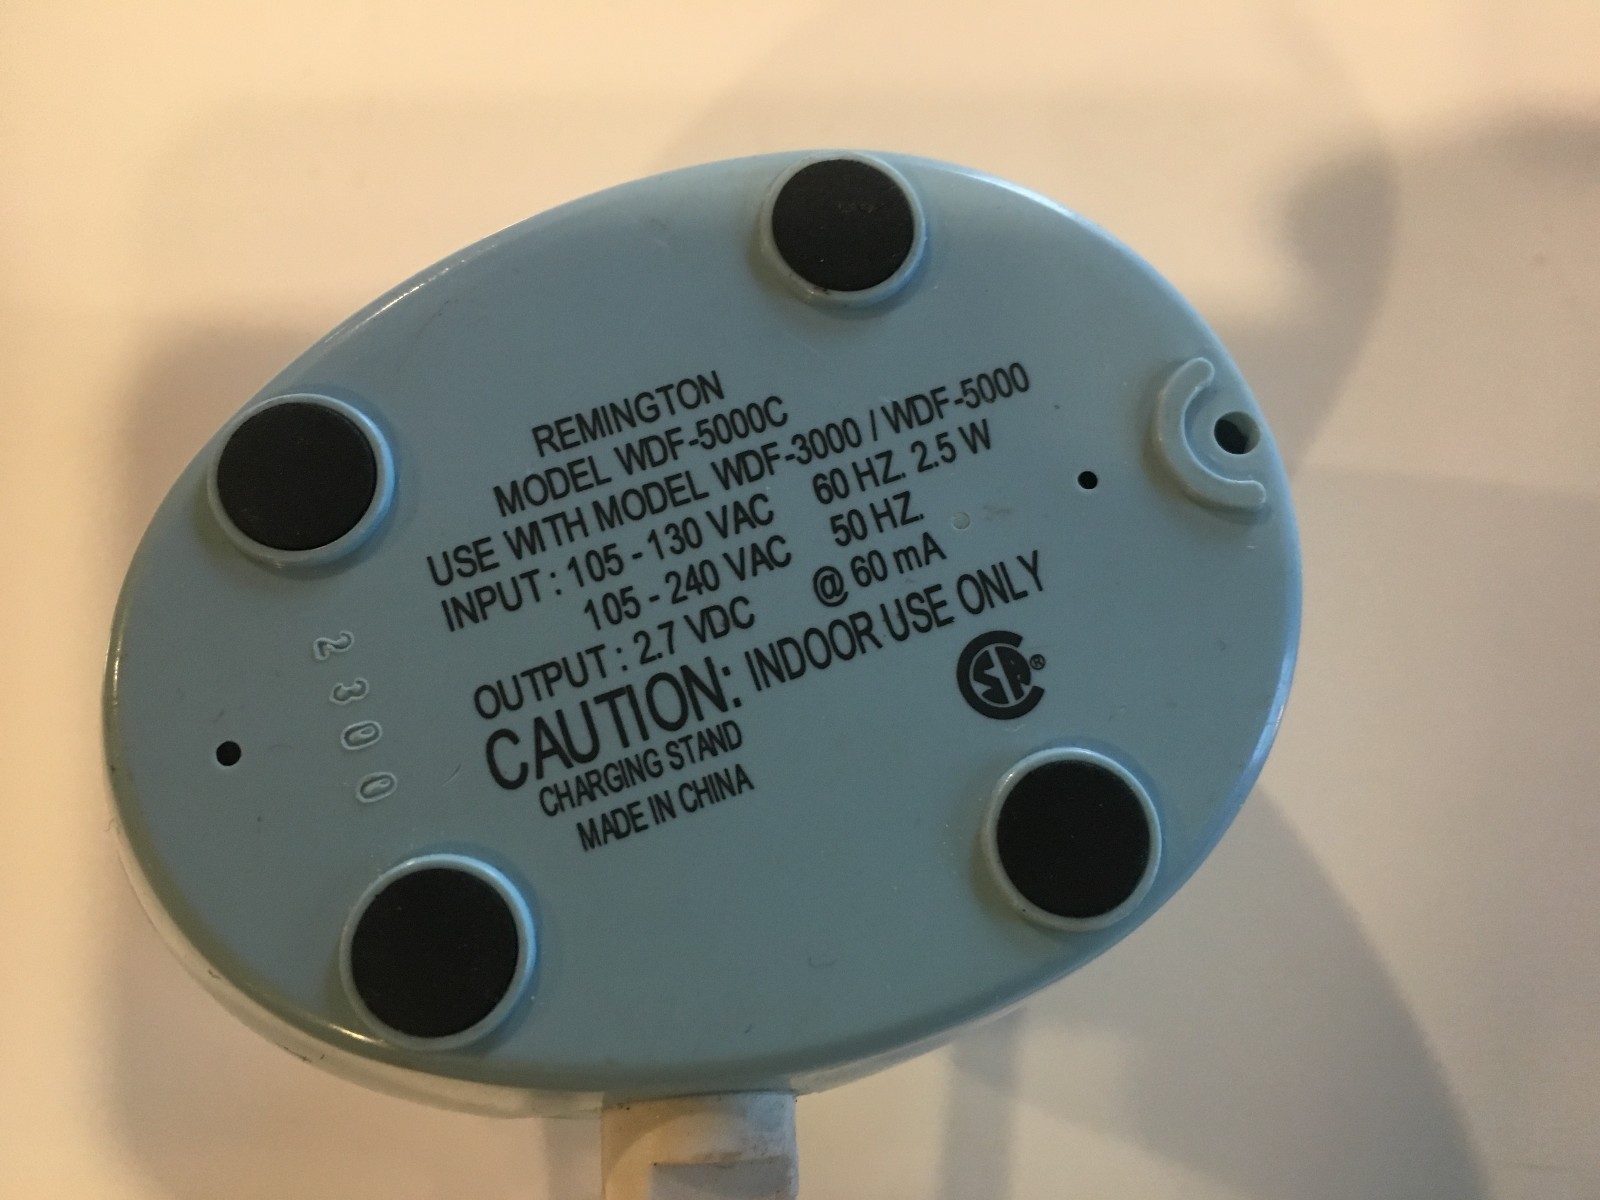 REMINGTON
MODEL WDF-5000C
USE WITH MODEL WDF-3000 / WDF-5000
INPUT : 105 - 130 VAC 60 HZ. 2.5 W
105 - 240 VAC 50 HZ.
OUTPUT : 2.7 VDC @ 60 mA
CAUTION: INDOOR USE ONLY
CHARGING STAND
MADE IN CHINA
CSA®
2300